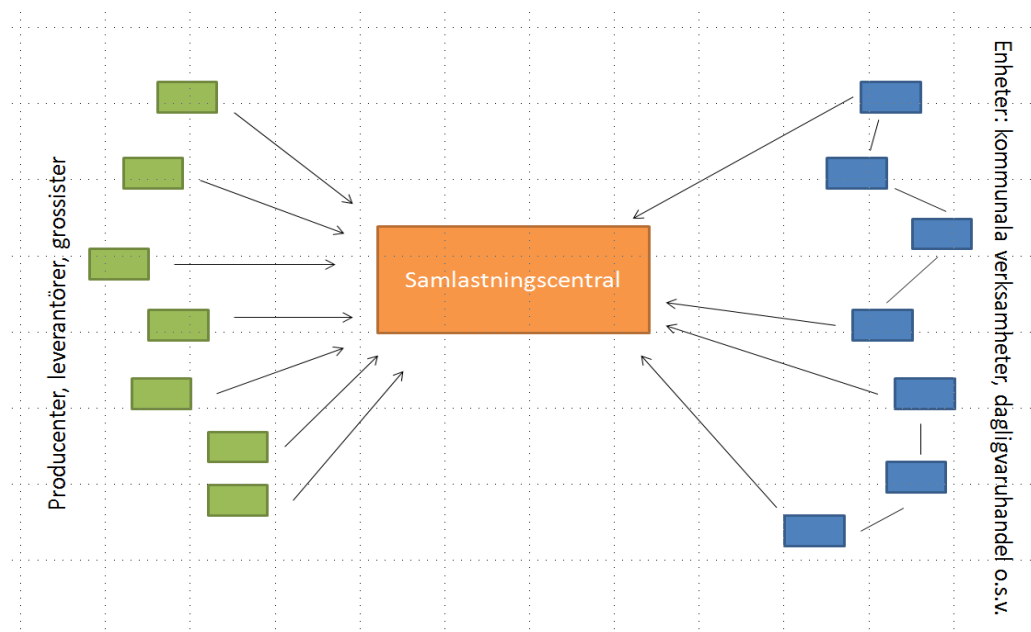 Producenter, leverantörer, grossister
Samlastningscentral
Enheter: kommunala verksamheter, dagligvaruhandel o.s.v.